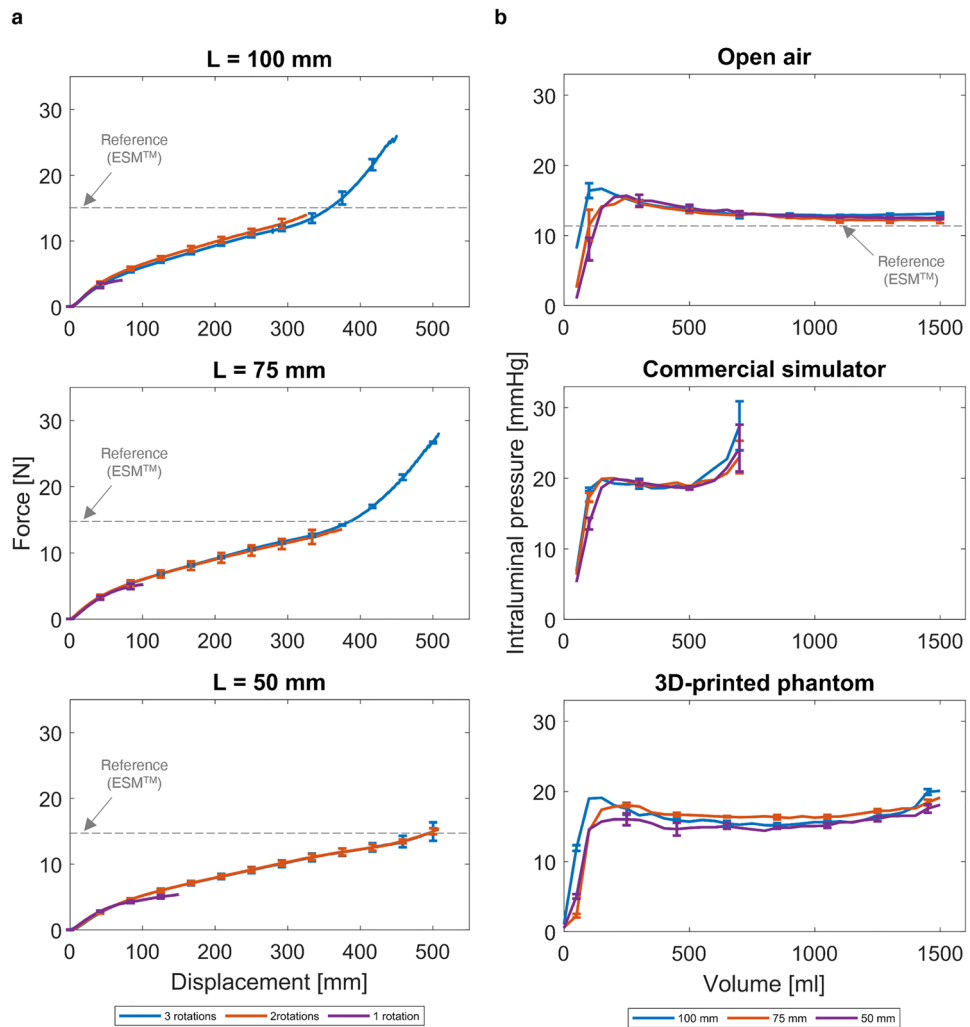 a
L = 100 mm
30
20
10
0
0 100 200 300 400 500
Reference
(ESM™)
L = 75 mm
30
20
10
0
0 100 200 300 400 500
Reference
(ESM™)
Force [N]
L = 50 mm
30
20
10
0
0 100 200 300 400 500
Reference
(ESM™)
Displacement [mm]
3 rotations 2rotations 1 rotation
b
Open air
30
20
10
0
0 500 1000 1500
Reference
(ESM™)
Commercial simulator
30
20
10
0
0 500 1000 1500
Intraluminal pressure [mmHg]
3D-printed phantom
30
20
10
0
0 500 1000 1500
Volume [ml]
100 mm 75 mm 50 mm